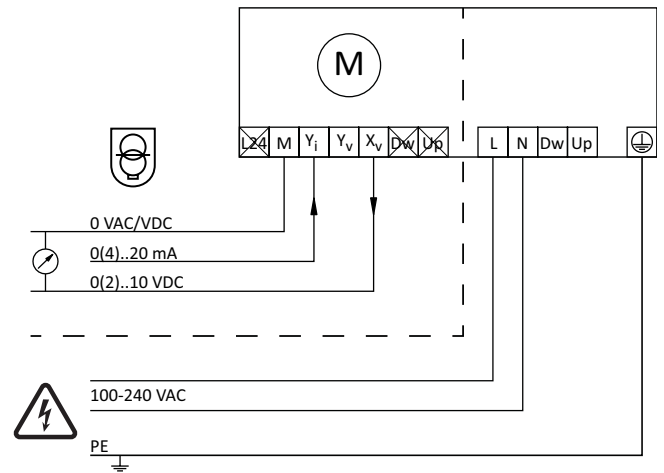 M
L24 M Yi Yv Xv Dw Up L N Dw Up
0 VAC/VDC
0(4)..20 mA
0(2)..10 VDC
100-240 VAC
PE